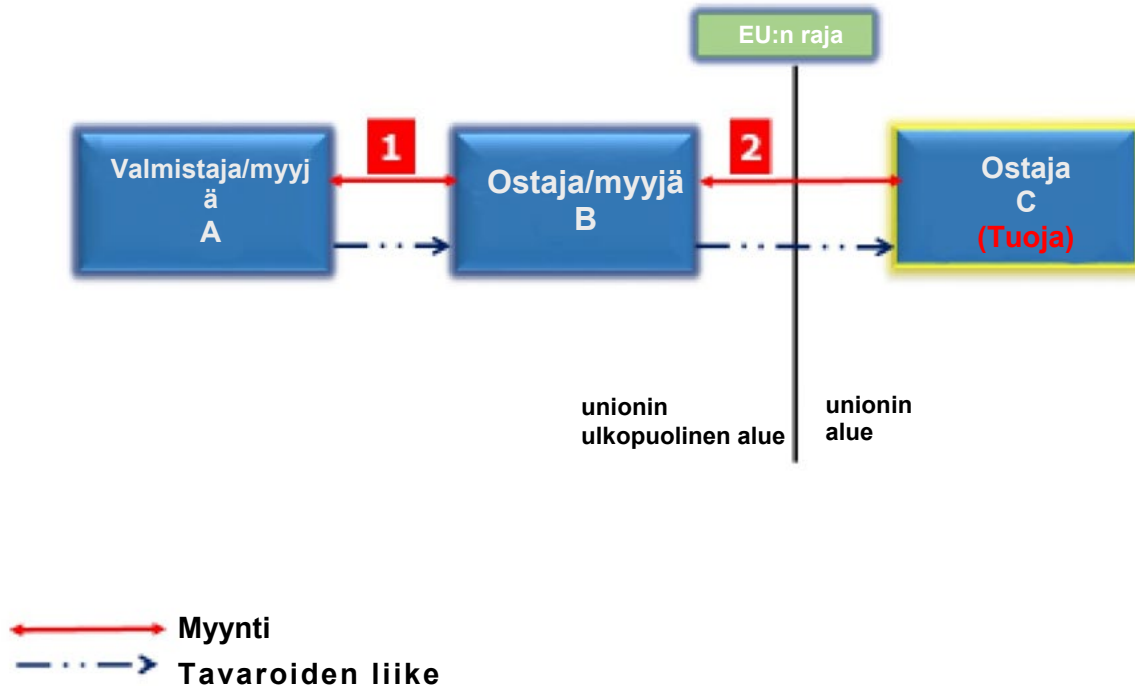 EU:n raja
1
2
Valmistaja/myyj
ä
A
Ostaja/myyjä
B
Ostaja
C
(Tuoja)
unionin
ulkopuolinen alue
unionin
alue
Myynti
Tavaroiden liike